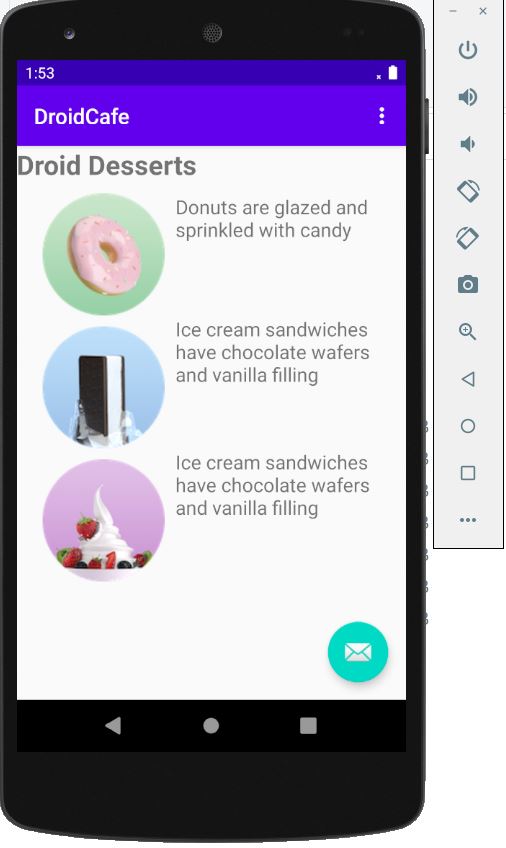 1:53
DroidCafe
Droid Desserts
Donuts are glazed and
sprinkled with candy
Ice cream sandwiches
have chocolate wafers
and vanilla filling
Ice cream sandwiches
have chocolate wafers
and vanilla filling